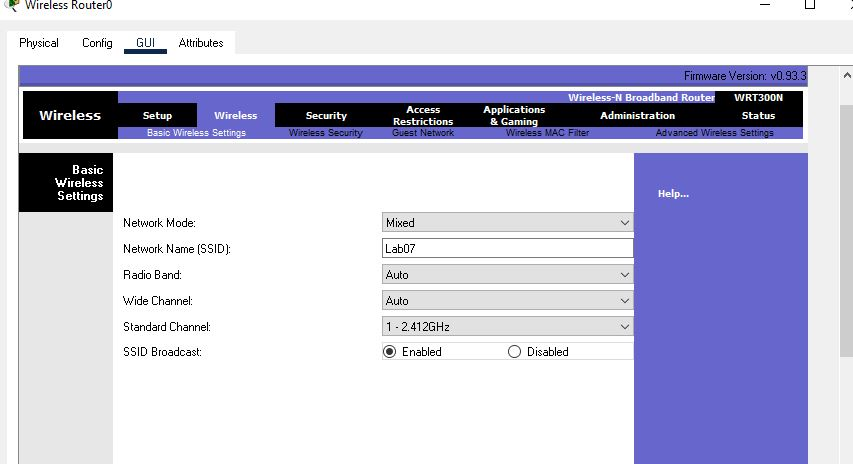 Wireless Router0
Physical Config GUI Attributes
Firmware Version: v0.93.3
Wireless-N Broadband Router WRT300N
Wireless Setup Wireless Security Access Restrictions Applications & Gaming Administration Status
Basic Wireless Settings Wireless Security Guest Network Wireless MAC Filter Advanced Wireless Settings
Basic Wireless Settings
Help...
Network Mode: Mixed
Network Name (SSID): Lab07
Radio Band: Auto
Wide Channel: Auto
Standard Channel: 1 - 2.412GHz
SSID Broadcast: Enabled Disabled